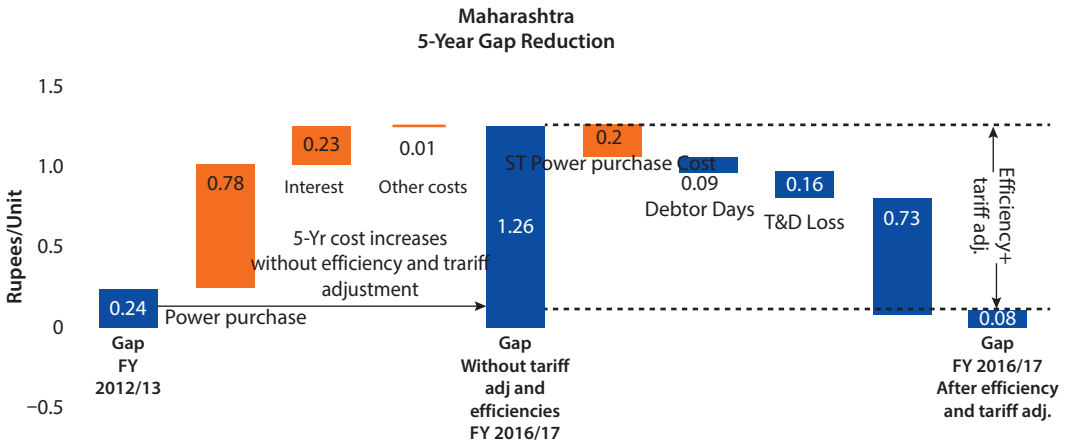 Maharashtra
5-Year Gap Reduction
Rupees/Unit
1.5
1.0
0.5
0
−0.5
0.24
0.78
0.23
Interest
0.01
Other costs
5-Yr cost increases
without efficiency and trariff
adjustment
Power purchase
1.26
0.2
ST Power purchase Cost
0.09
Debtor Days
0.16
T&D Loss
0.73
Efficiency+
tariff adj.
0.08
Gap
FY
2012/13
Gap
Without tariff
adj and
efficiencies
FY 2016/17
Gap
FY 2016/17
After efficiency
and tariff adj.